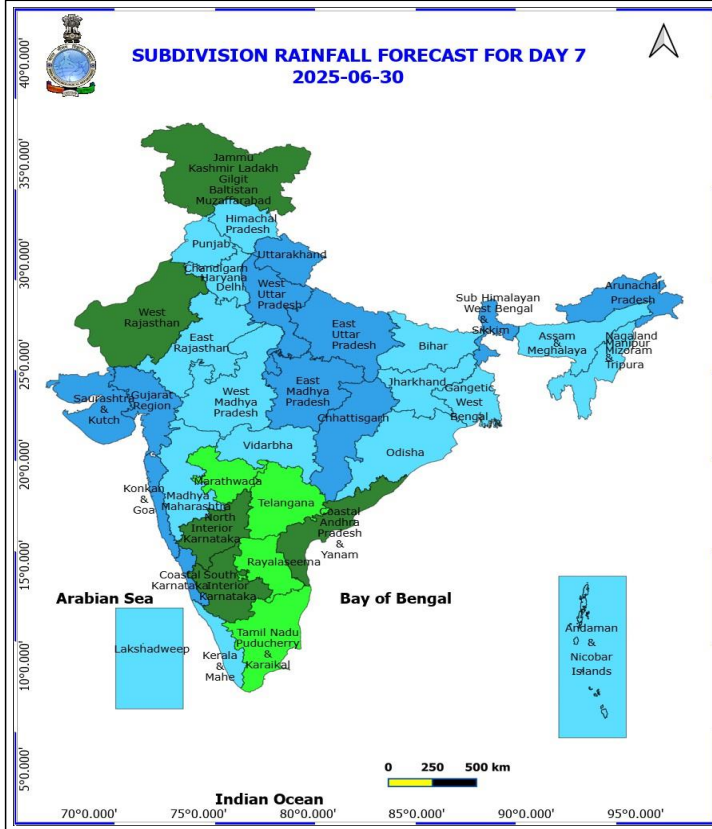 SUBDIVISION RAINFALL FORECAST FOR DAY 7
2025-06-30
40°0.000'
35°0.000'
30°0.000'
25°0.000'
20°0.000'
15°0.000'
10°0.000'
5°0.000'
Jammu
Kashmir Ladakh
Gilgit
Baltistan
Muzaffarabad
Himachal
Pradesh
Punjab
Chandigarh
Haryana
Delhi
Uttarakhand
West
Uttar
Pradesh
West
Rajasthan
East
Rajasthan
East
Uttar
Pradesh
Sub Himalayan
West Bengal
&
Sikkim
Arunachal
Pradesh
Assam
&
Meghalaya
Nagaland
Manipur
Mizoram
&
Tripura
Bihar
Jharkhand
Gangetic
West
Bengal
Saurashtra
&
Kutch
Gujarat
Region
West
Madhya
Pradesh
East
Madhya
Pradesh
Chhattisgarh
Vidarbha
Odisha
Konkan
&
Goa
Madhya
Maharashtra
Marathwada
Telangana
North
Interior
Karnataka
Coastal
Andhra
Pradesh
&
Yanam
Rayalaseema
Coastal
Karnataka
South
Interior
Karnataka
Arabian Sea
Bay of Bengal
Lakshadweep
Kerala
&
Mahe
Tamil Nadu
Puducherry
&
Karaikal
Andaman
&
Nicobar
Islands
0 250 500 km
Indian Ocean
70°0.000' 75°0.000' 80°0.000' 85°0.000' 90°0.000' 95°0.000'